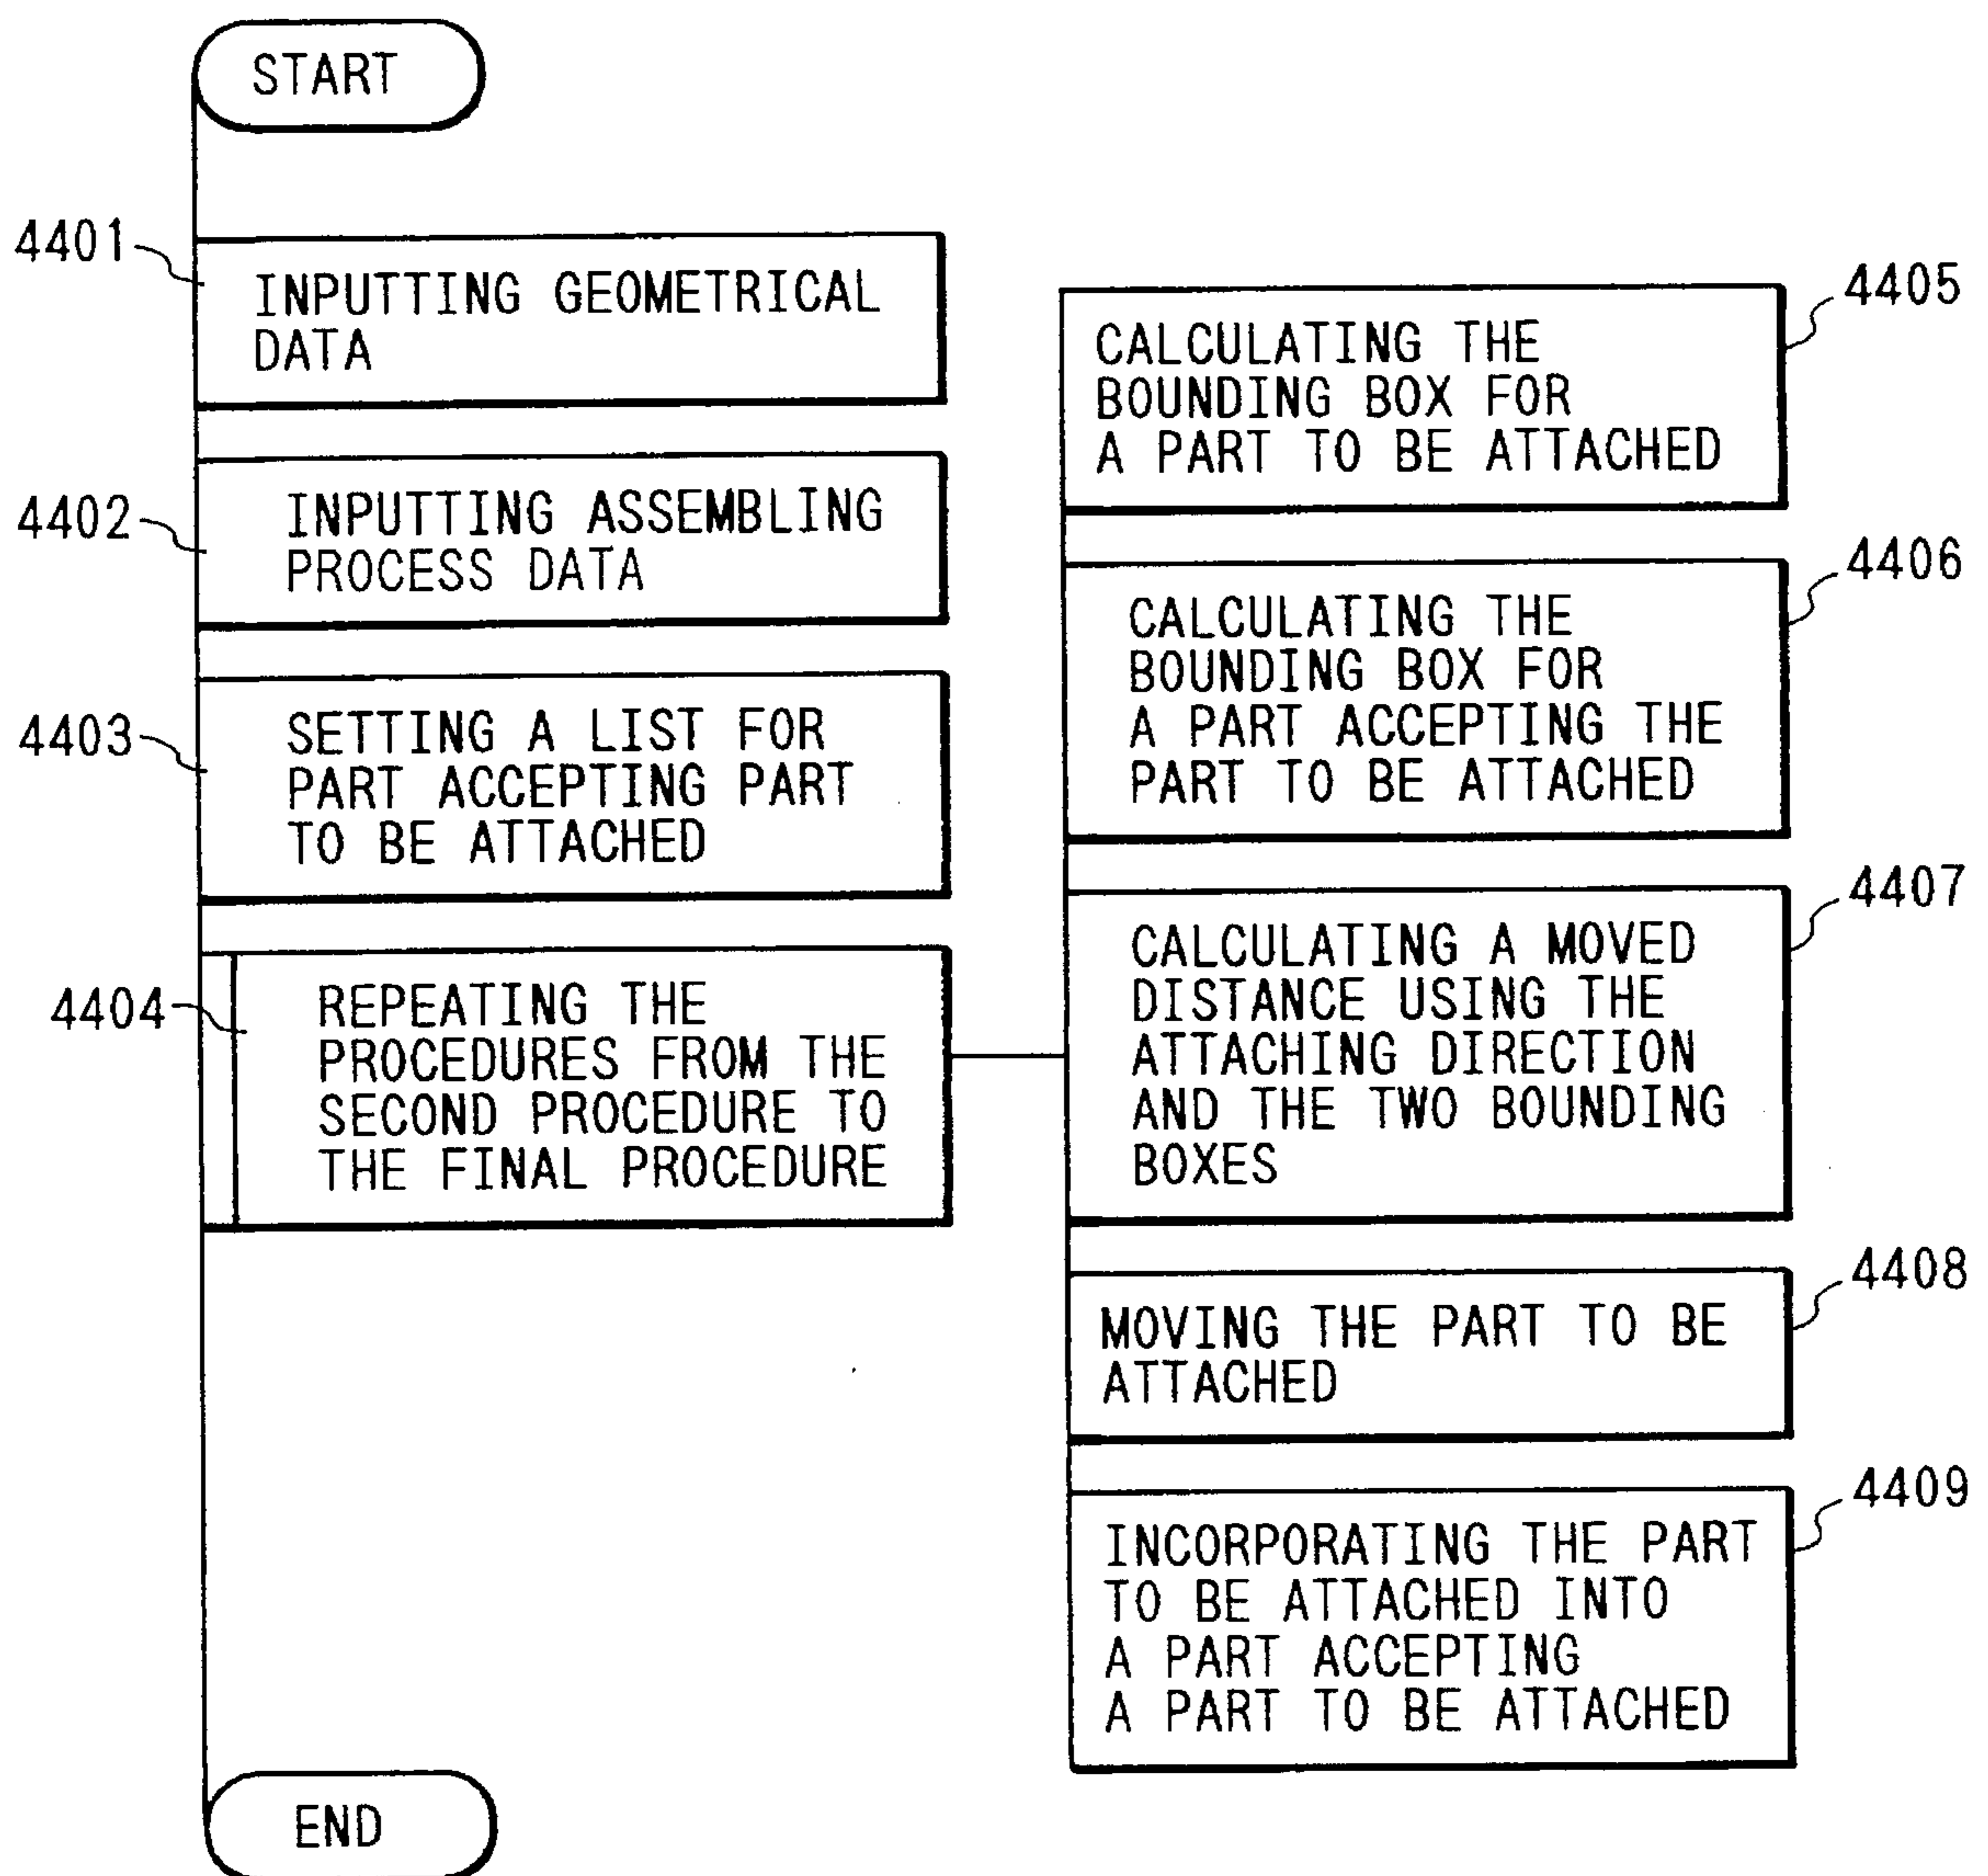 START
4401
INPUTTING GEOMETRICAL
DATA
4402
INPUTTING ASSEMBLING
PROCESS DATA
4403
SETTING A LIST FOR
PART ACCEPTING PART
TO BE ATTACHED
4404
REPEATING THE
PROCEDURES FROM THE
SECOND PROCEDURE TO
THE FINAL PROCEDURE
4405
CALCULATING THE
BOUNDING BOX FOR
A PART TO BE ATTACHED
4406
CALCULATING THE
BOUNDING BOX FOR
A PART ACCEPTING THE
PART TO BE ATTACHED
4407
CALCULATING A MOVED
DISTANCE USING THE
ATTACHING DIRECTION
AND THE TWO BOUNDING
BOXES
4408
MOVING THE PART TO BE
ATTACHED
4409
INCORPORATING THE PART
TO BE ATTACHED INTO
A PART ACCEPTING
A PART TO BE ATTACHED
END